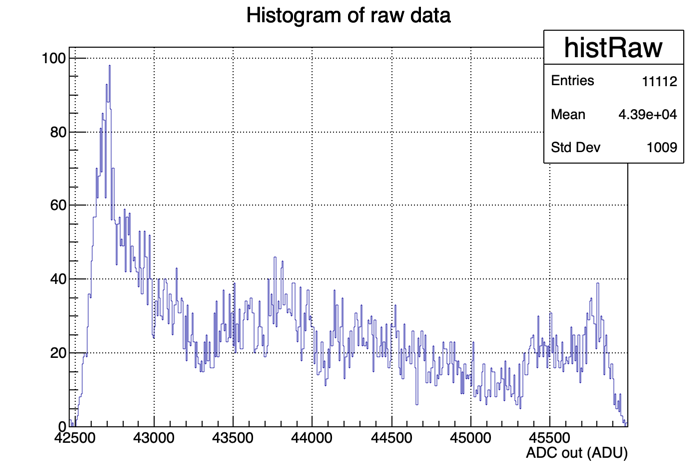 Histogram of raw data
histRaw
Entries 11112
Mean 4.39e+04
Std Dev 1009
100
80
60
40
20
0
42500 43000 43500 44000 44500 45000 45500
ADC out (ADU)